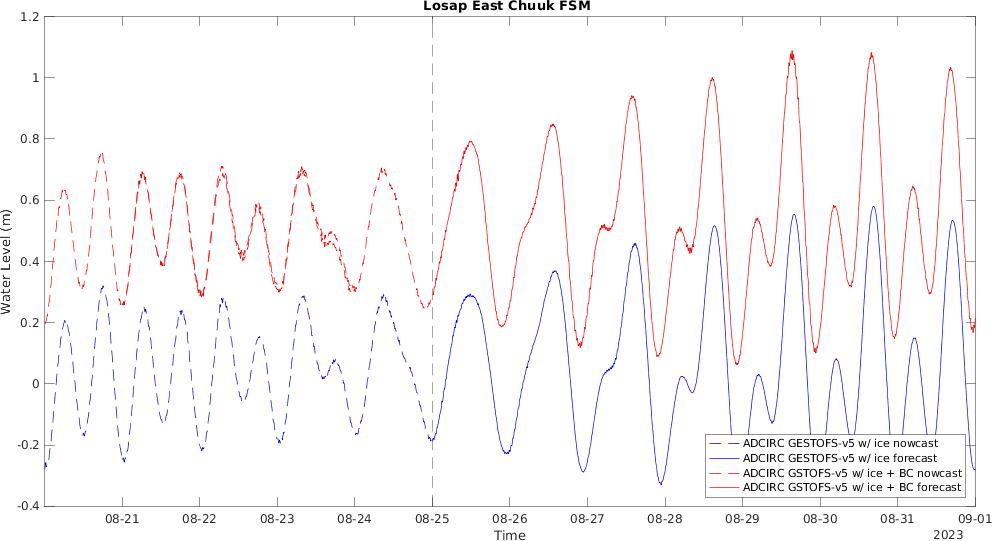 Losap East Chuuk FSM
Water Level (m)
1.2
1
0.8
0.6
0.4
0.2
0
-0.2
-0.4
ADCIRC GESTOFS-v5 w/ ice nowcast
ADCIRC GESTOFS-v5 w/ ice forecast
ADCIRC GSTOFS-v5 w/ ice + BC nowcast
ADCIRC GSTOFS-v5 w/ ice + BC forecast
08-21 08-22 08-23 08-24 08-25 08-26 08-27 08-28 08-29 08-30 08-31 09-01
Time
2023